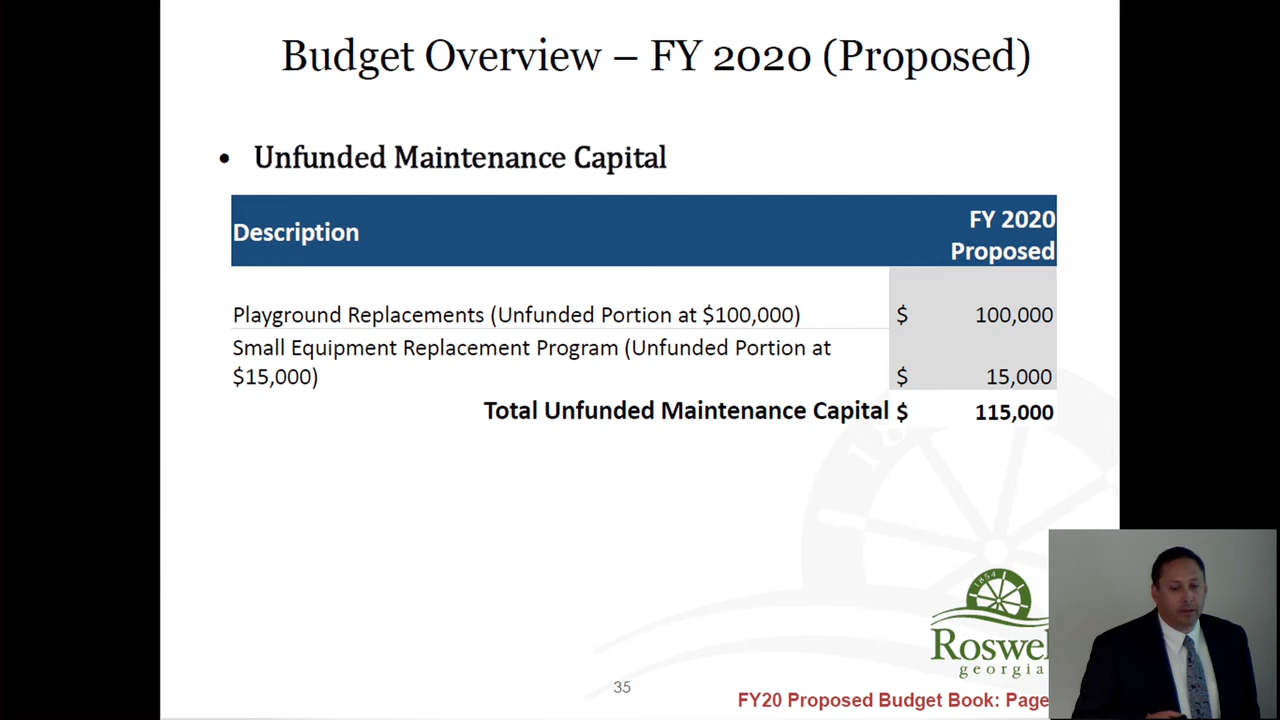 Budget Overview – FY 2020 (Proposed)
• Unfunded Maintenance Capital
Description
FY 2020
Proposed
Playground Replacements (Unfunded Portion at $100,000) $ 100,000
Small Equipment Replacement Program (Unfunded Portion at
$15,000) $ 15,000
Total Unfunded Maintenance Capital $ 115,000
1854
Roswel
georgia
35
FY20 Proposed Budget Book: Page